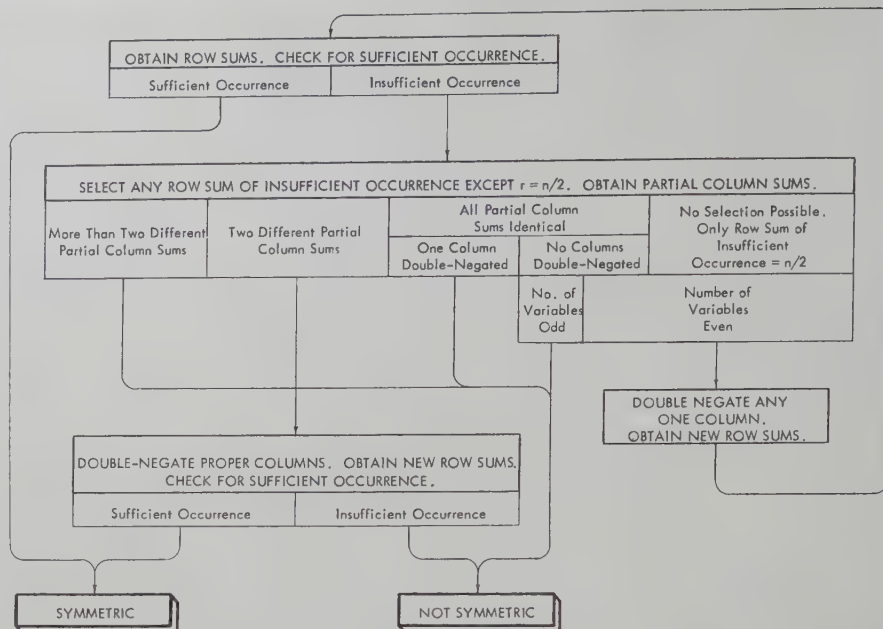 OBTAIN ROW SUMS. CHECK FOR SUFFICIENT OCCURRENCE.
Sufficient Occurrence
Insufficient Occurrence
SELECT ANY ROW SUM OF INSUFFICIENT OCCURRENCE EXCEPT r = n/2. OBTAIN PARTIAL COLUMN SUMS.
More Than Two Different
Partial Column Sums
Two Different Partial
Column Sums
All Partial Column
Sums Identical
One Column
Double-Negated
No Columns
Double-Negated
No Selection Possible.
Only Row Sum of
Insufficient
Occurrence = n/2
No. of
Variables
Odd
Number of
Variables
Even
DOUBLE NEGATE ANY
ONE COLUMN.
OBTAIN NEW ROW SUMS.
DOUBLE-NEGATE PROPER COLUMNS. OBTAIN NEW ROW SUMS.
CHECK FOR SUFFICIENT OCCURRENCE.
Sufficient Occurrence
Insufficient Occurrence
SYMMETRIC
NOT SYMMETRIC